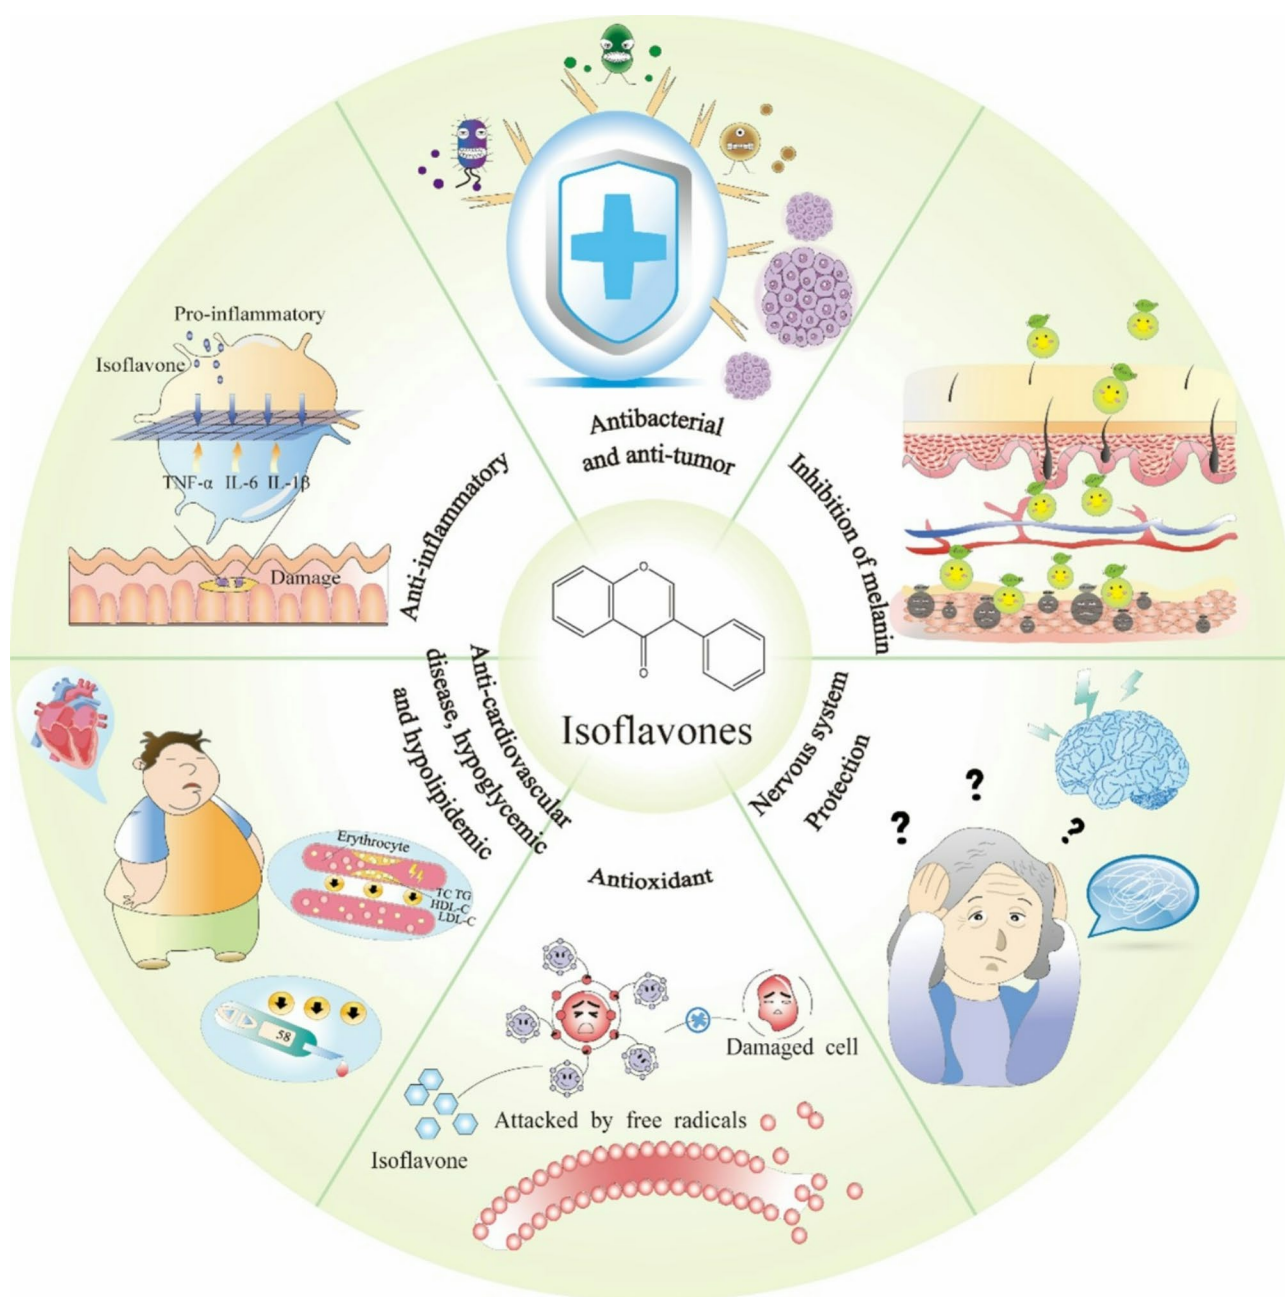 Antibacterial
and anti-tumor
Inhibition of melanin
Nervous system
Protection
? ? ? ?
Antioxidant
Damaged cell
Attacked by free radicals
Isoflavone
Anti-cardiovascular
disease, hypoglycemic
and hypolipidemic
Erythrocyte
TC TG
HDL-C
LDL-C
58
Anti-inflammatory
Pro-inflammatory
Isoflavone
TNF-α IL-6 IL-1β
Damage
O
O
Isoflavones